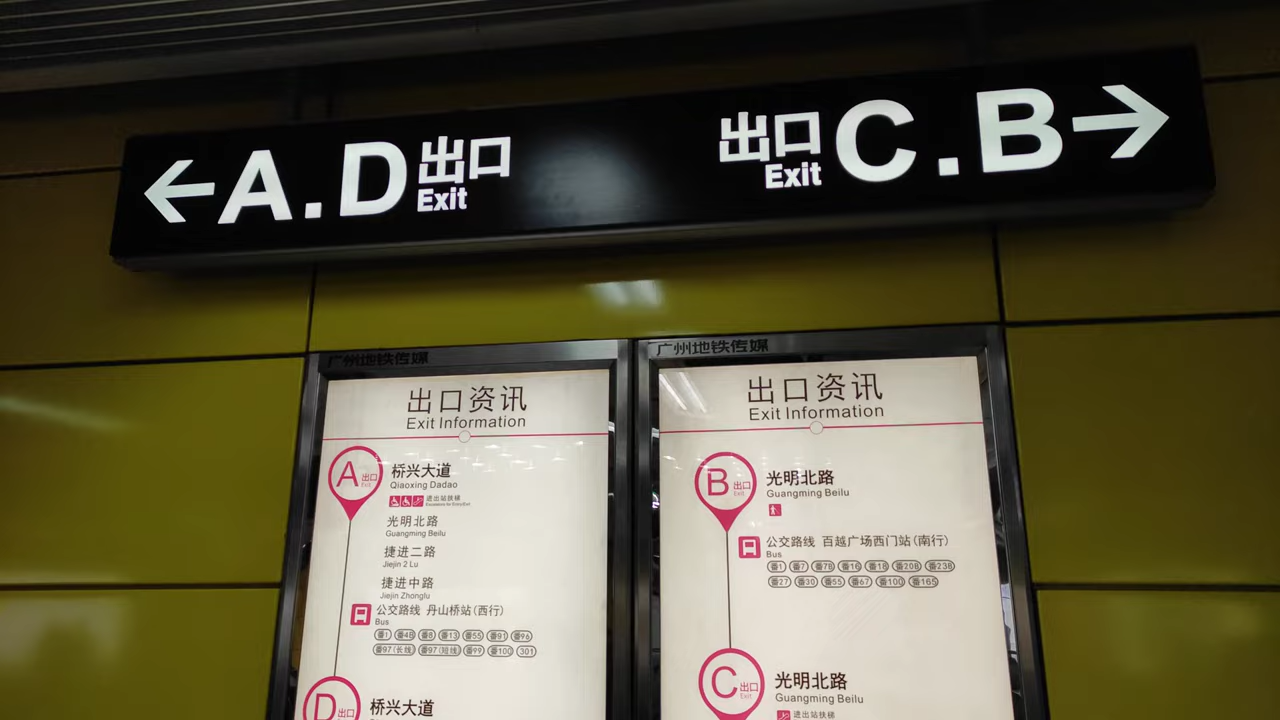 ←A.D出口
Exit
出口C.B→
Exit
广州地铁传媒
出口资讯
Exit Information
A出口
Exit
桥兴大道
Qiaoxing Dadao
进出站扶梯
光明北路
Guangming Beilu
捷进二路
Jiejin 2 Lu
捷进中路
Jiejin Zhonglu
公交路线 丹山桥站(西行)
Bus
番1 番4B 番8 番13 番55 番91 番96
番97(长线) 番97(短线) 番99 番100 301
D出口
桥兴大道
广州地铁传媒
出口资讯
Exit Information
B出口
Exit
光明北路
Guangming Beilu
公交路线 百越广场西门站(南行)
Bus
番1 番7 番7B 番16 番18 番20B 番23B
番27 番30 番55 番67 番100 番165
C出口
Exit
光明北路
Guangming Beilu
进出站扶梯